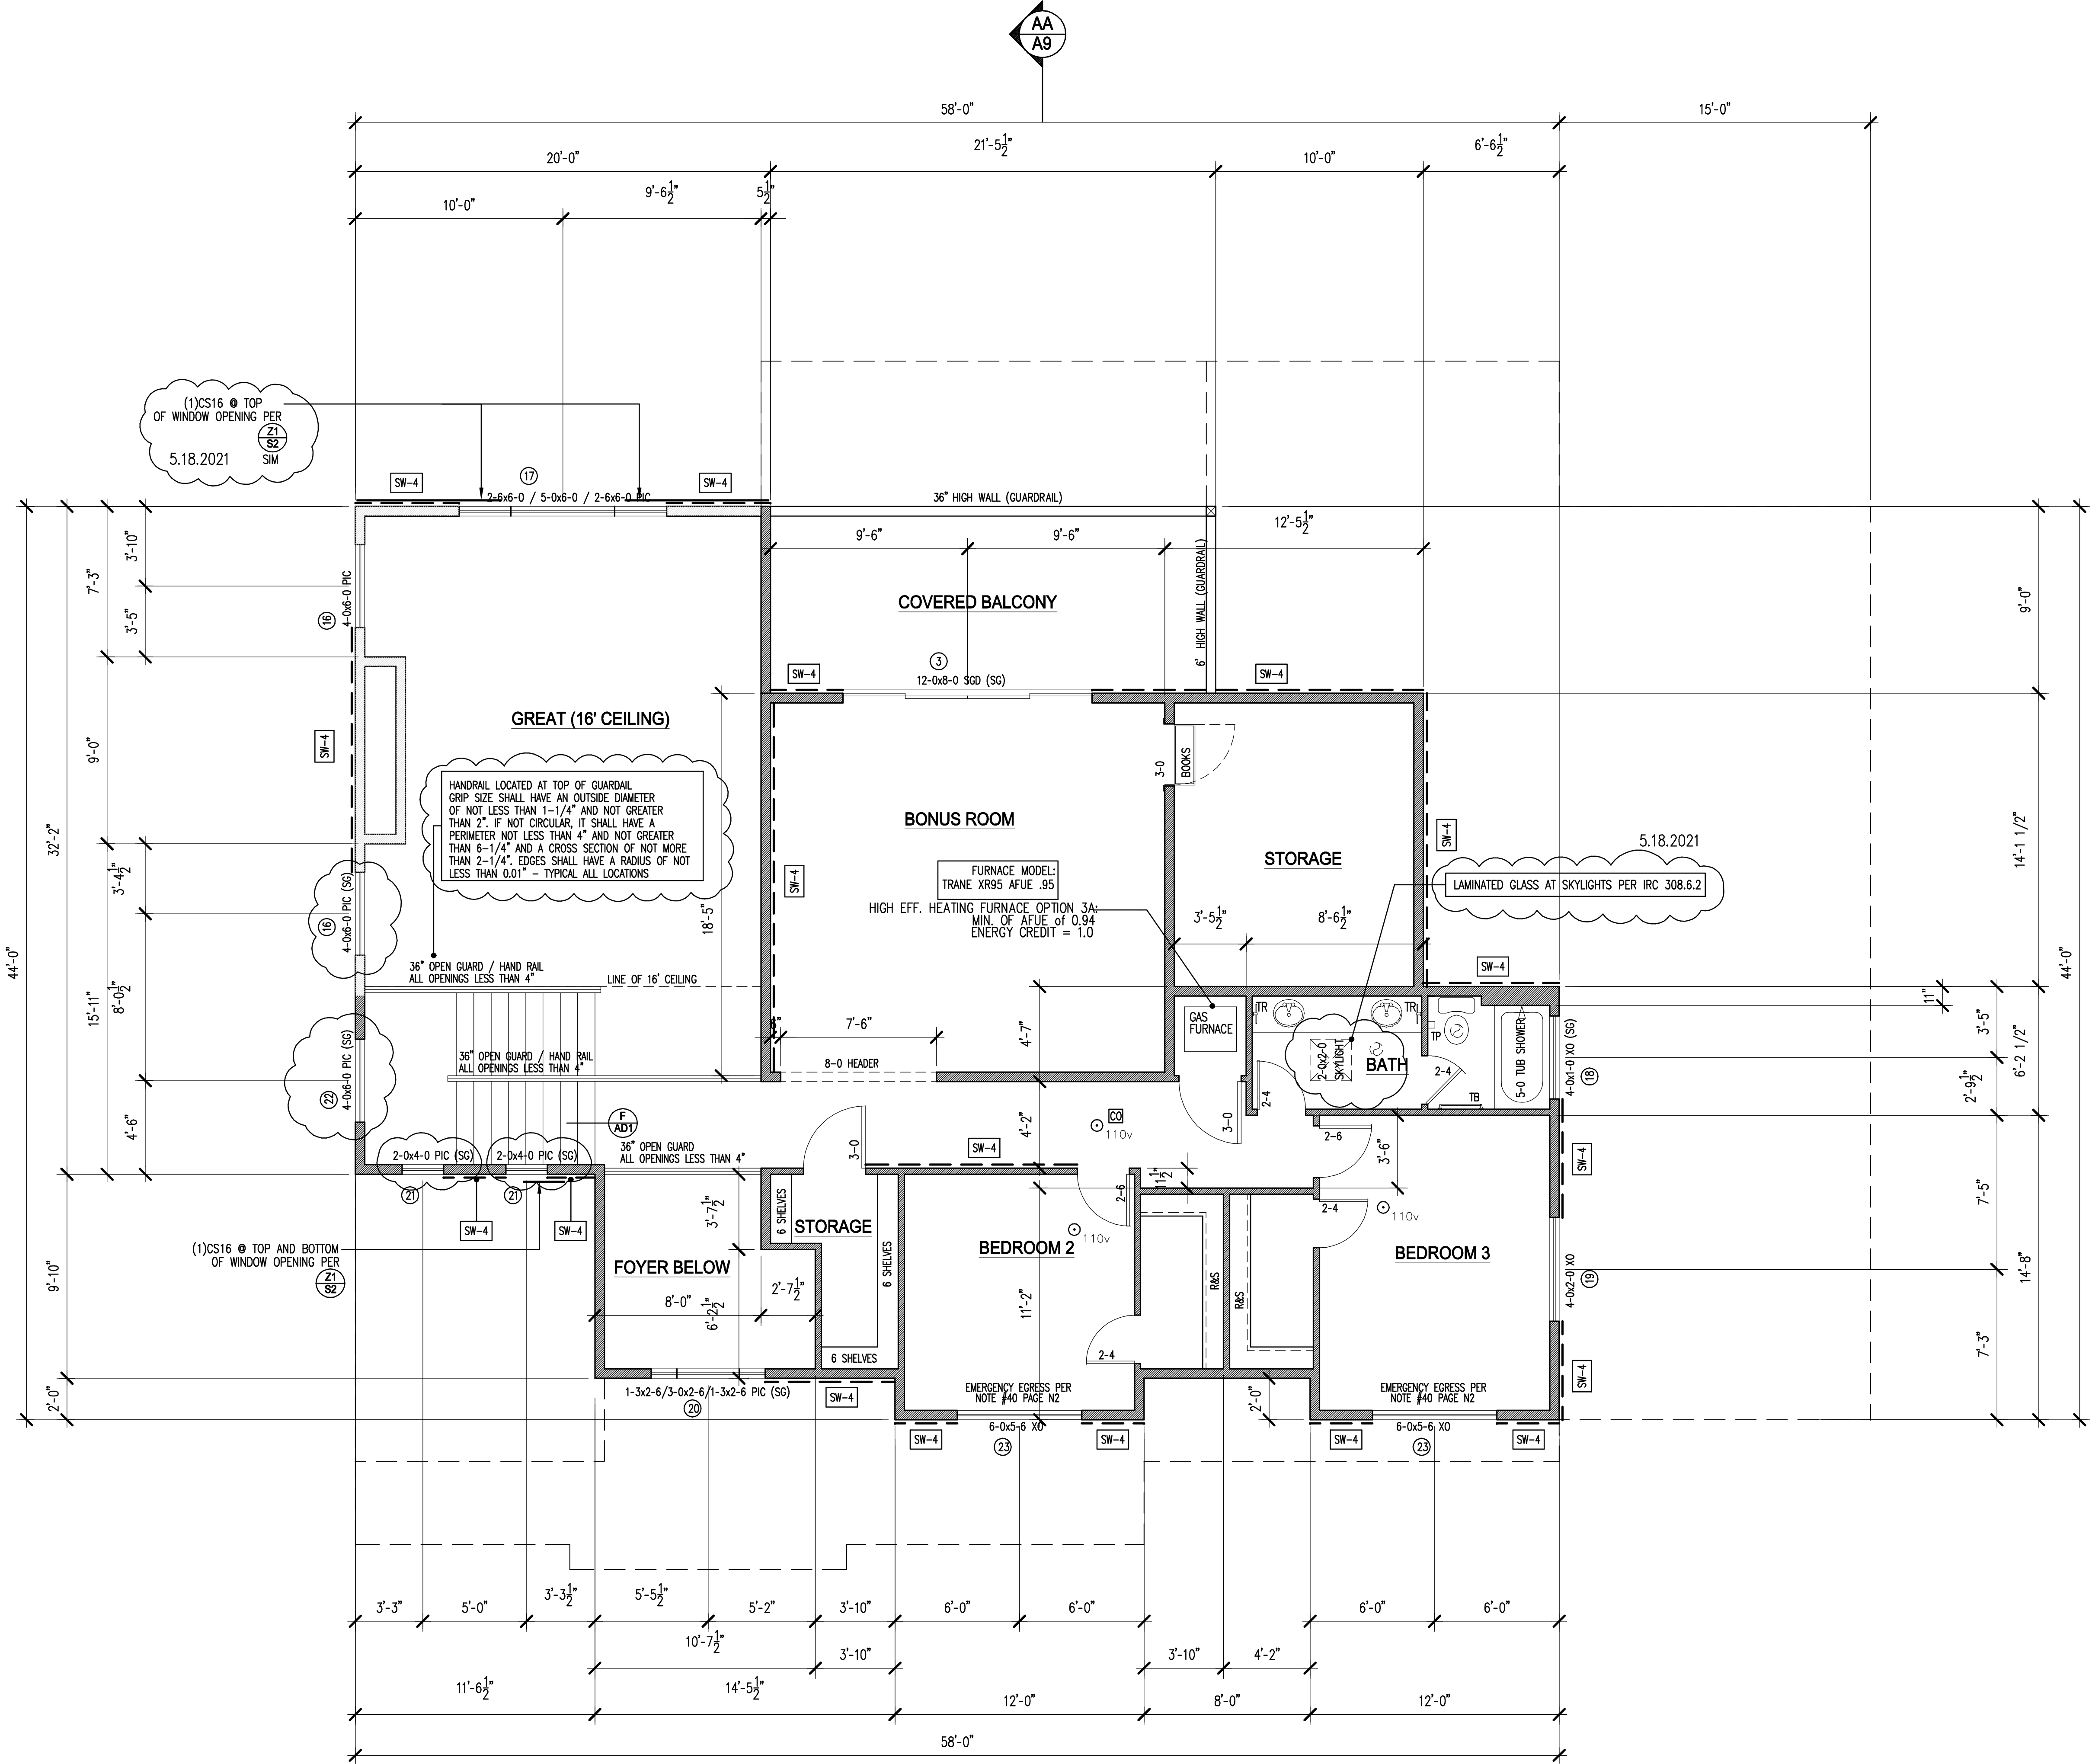 AA
A9
58'-0"
15'-0"
20'-0"
21'-5 1/2"
10'-0"
6'-6 1/2"
10'-0"
9'-6 1/2"
5 1/2"
(1)CS16 @ TOP
OF WINDOW OPENING PER
Z1
S2
5.18.2021
SIM
SW-4
17
SW-4
2-6x6-0 / 5-0x6-0 / 2-6x6-0 PIC
36" HIGH WALL (GUARDRAIL)
9'-6"
9'-6"
12'-5 1/2"
6' HIGH WALL (GUARDRAIL)
COVERED BALCONY
3'-10"
7'-3"
3'-5"
16
4-0x6-0 PIC
9'-0"
SW-4
3
12-0x8-0 SGD (SG)
SW-4
GREAT (16' CEILING)
SW-4
9'-0"
32'-2"
44'-0"
HANDRAIL LOCATED AT TOP OF GUARDAIL
GRIP SIZE SHALL HAVE AN OUTSIDE DIAMETER
OF NOT LESS THAN 1-1/4" AND NOT GREATER
THAN 2". IF NOT CIRCULAR, IT SHALL HAVE A
PERIMETER NOT LESS THAN 4" AND NOT GREATER
THAN 6-1/4" AND A CROSS SECTION OF NOT MORE
THAN 2-1/4". EDGES SHALL HAVE A RADIUS OF NOT
LESS THAN 0.01" – TYPICAL ALL LOCATIONS
3-0
BOOKS
BONUS ROOM
STORAGE
SW-4
SW-4
18'-5"
FURNACE MODEL:
TRANE XR95 AFUE .95
HIGH EFF. HEATING FURNACE OPTION 3A:
MIN. OF AFUE of 0.94
ENERGY CREDIT = 1.0
5.18.2021
LAMINATED GLASS AT SKYLIGHTS PER IRC 308.6.2
14'-1 1/2"
44'-0"
3'-5 1/2"
8'-6 1/2"
3'-4 1/2"
16
4-0x6-0 PIC (SG)
15'-11"
8'-0 1/2"
36" OPEN GUARD / HAND RAIL
ALL OPENINGS LESS THAN 4"
LINE OF 16' CEILING
SW-4
11"
7'-6"
4'-7"
8-0 HEADER
GAS
FURNACE
TR
TR
TP
2-0x2-0
SKYLIGHT
BATH
2-4
TB
5-0 TUB SHOWER
4-0x1-0 XO (SG)
18
3'-5"
6'-2 1/2"
2'-9 1/2"
36" OPEN GUARD / HAND RAIL
ALL OPENINGS LESS THAN 4"
22
4-0x6-0 PIC (SG)
4'-6"
F
AD1
2-0x4-0 PIC (SG)
2-0x4-0 PIC (SG)
21
21
36" OPEN GUARD
ALL OPENINGS LESS THAN 4"
3-0
4'-2"
SW-4
CO
110v
3-0
2-4
2-6
3'-6"
11 1/2"
2-6
2-4
SW-4
SW-4
SW-4
6 SHELVES
3'-7 1/2"
STORAGE
6 SHELVES
110v
110v
7'-5"
(1)CS16 @ TOP AND BOTTOM
OF WINDOW OPENING PER
Z1
S2
FOYER BELOW
BEDROOM 2
BEDROOM 3
R&S
R&S
9'-10"
8'-0"
6'-2 1/2"
2'-7 1/2"
11'-2"
4-0x2-0 XO
19
14'-8"
7'-3"
6 SHELVES
2-4
SW-4
2'-0"
1-3x2-6/3-0x2-6/1-3x2-6 PIC (SG)
20
SW-4
EMERGENCY EGRESS PER
NOTE #40 PAGE N2
6-0x5-6 XO
23
SW-4
SW-4
2'-0"
EMERGENCY EGRESS PER
NOTE #40 PAGE N2
6-0x5-6 XO
23
SW-4
SW-4
3'-3"
5'-0"
3'-3 1/2"
5'-5 1/2"
5'-2"
3'-10"
6'-0"
6'-0"
6'-0"
6'-0"
10'-7 1/2"
3'-10"
3'-10"
4'-2"
11'-6 1/2"
14'-5 1/2"
12'-0"
8'-0"
12'-0"
58'-0"